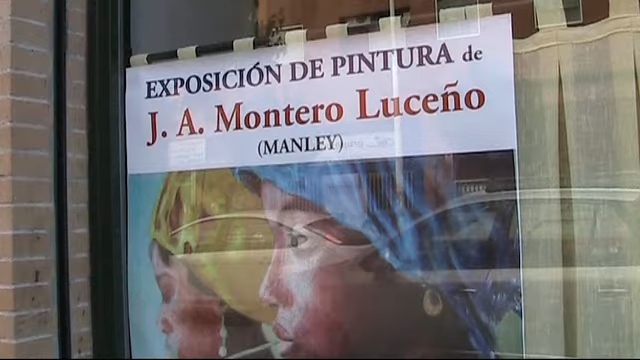 EXPOSICIÓN DE PINTURA de
J. A. Montero Luceño
(MANLEY)